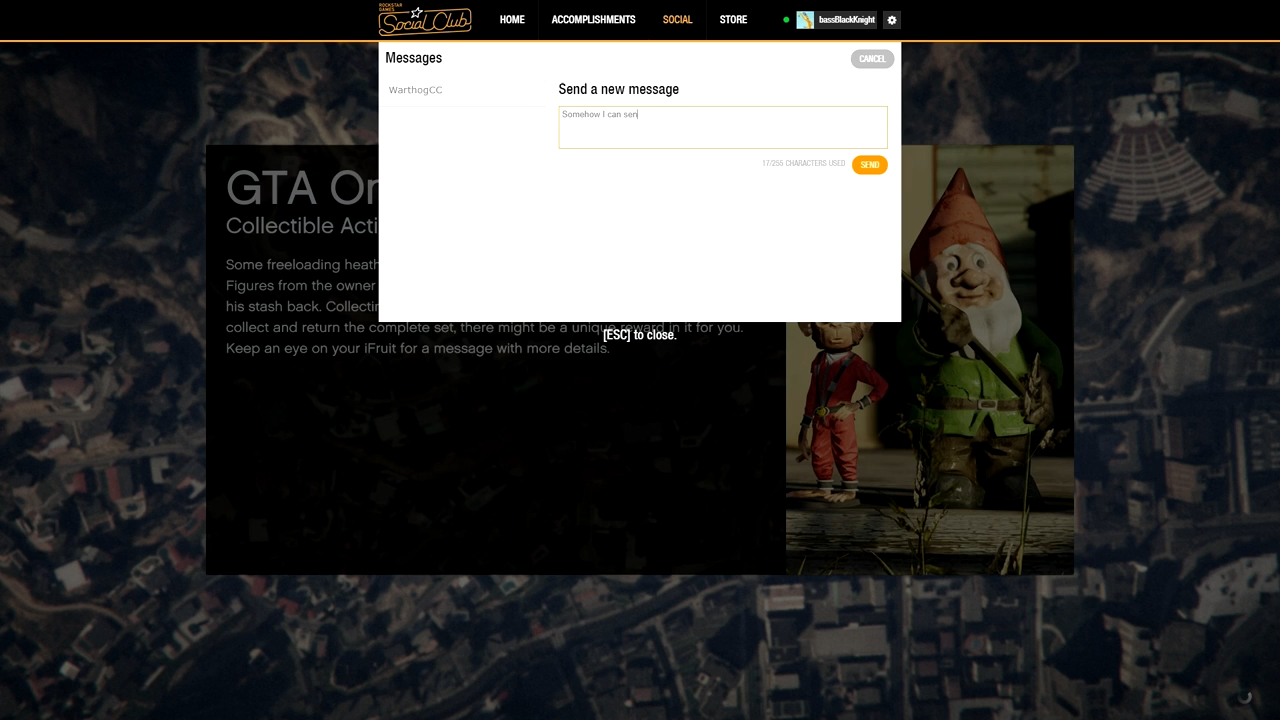 ROCKSTAR
GAMES
Social Club
HOME
ACCOMPLISHMENTS
SOCIAL
STORE
bassBlackKnight
Messages
CANCEL
WarthogCC
Send a new message
Somehow I can sen
17/255 CHARACTERS USED
SEND
GTA On
Collectible Acti
Some freeloading heath
Figures from the owner
his stash back. Collectin
collect and return the complete set, there might be a unique reward in it for you.
Keep an eye on your iFruit for a message with more details.
[ESC] to close.